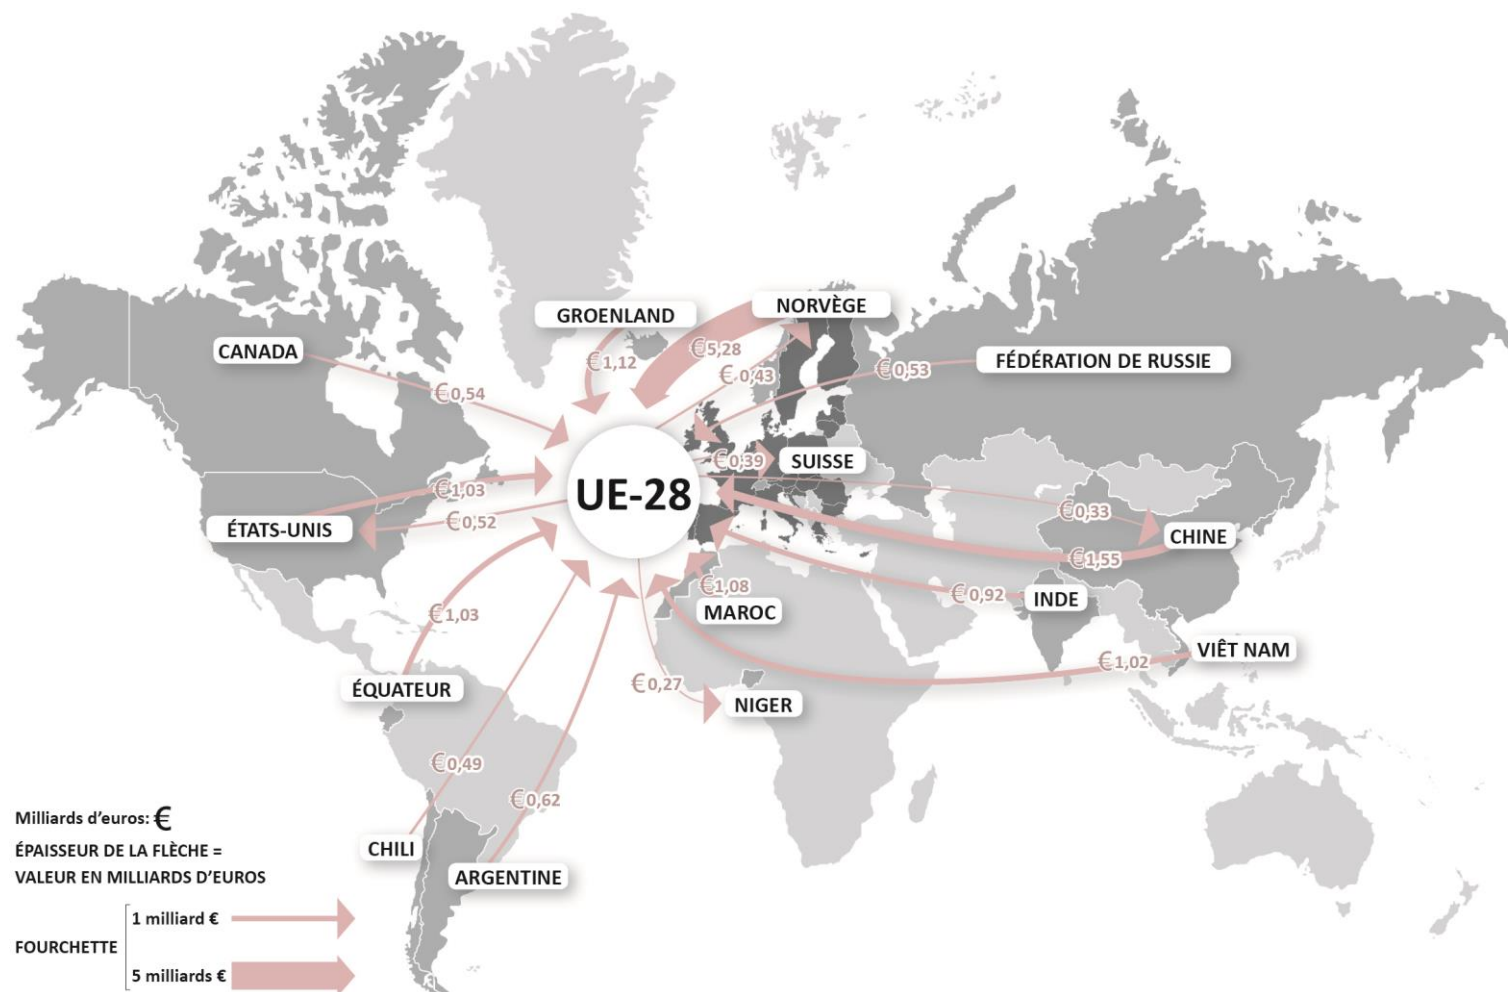 GROENLAND
NORVÈGE
CANADA
€1,12
€5,28
€0,43
€0,53
FÉDÉRATION DE RUSSIE
€0,54
€0,39
SUISSE
€1,03
UE-28
ÉTATS-UNIS
€0,52
€0,33
CHINE
€1,55
€1,08
€0,92
INDE
MAROC
€1,03
VIÊT NAM
€1,02
ÉQUATEUR
€0,27
NIGER
€0,49
€0,62
CHILI
ARGENTINE
Milliards d’euros: €
ÉPAISSEUR DE LA FLÈCHE =
VALEUR EN MILLIARDS D’EUROS
FOURCHETTE
1 milliard €
5 milliards €